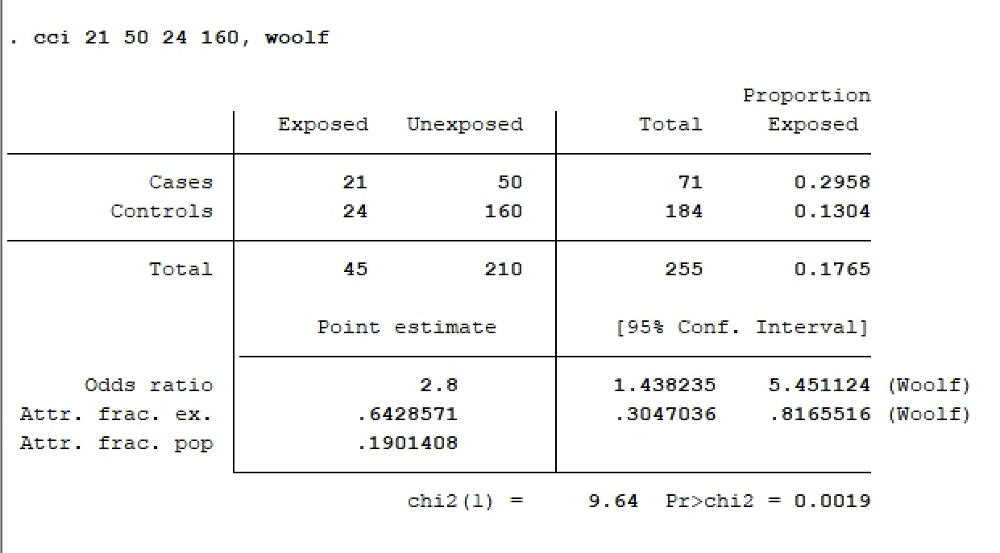 . cci 21 50 24 160, woolf
Proportion
Exposed Unexposed Total Exposed
Cases 21 50 71 0.2958
Controls 24 160 184 0.1304
Total 45 210 255 0.1765
Point estimate [95% Conf. Interval]
Odds ratio 2.8 1.438235 5.451124 (Woolf)
Attr. frac. ex. .6428571 .3047036 .8165516 (Woolf)
Attr. frac. pop .1901408
chi2(1) = 9.64 Pr>chi2 = 0.0019